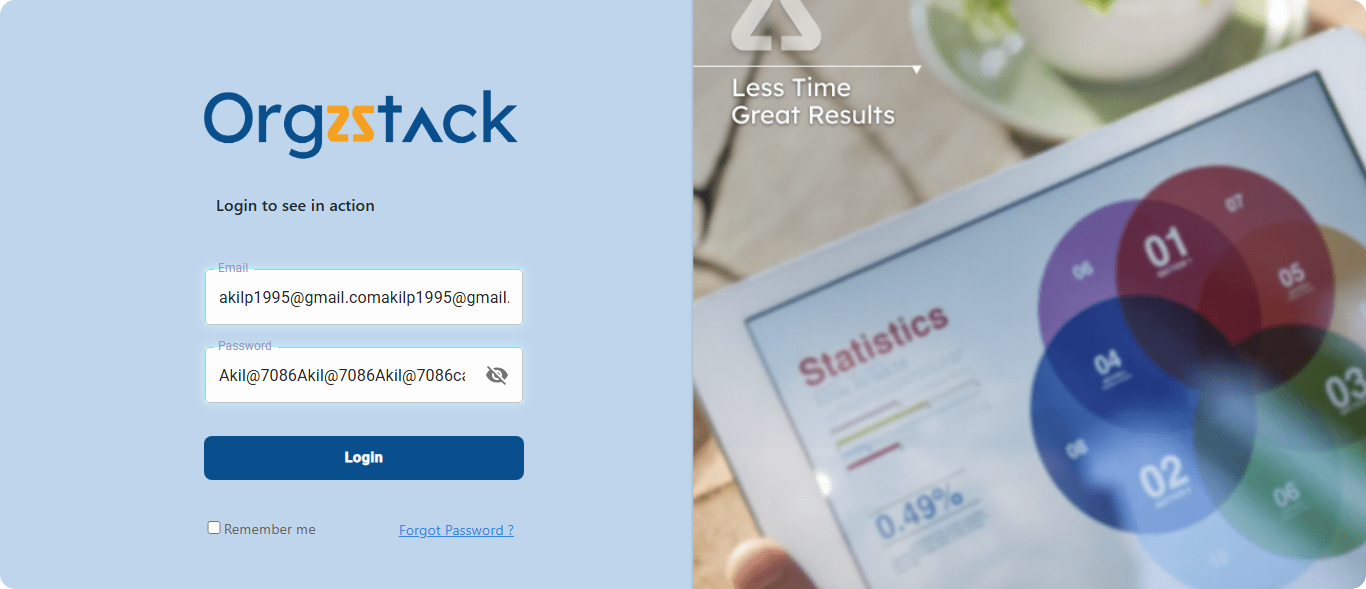 Orgzstack
Login to see in action
Email
akilp1995@gmail.comakilp1995@gmail.
Password
Akil@7086Akil@7086Akil@7086ca
Login
Remember me
Forgot Password ?
Less Time
Great Results
Statistics
0.49%
01
02
03
04
05
06
07
08
06
10